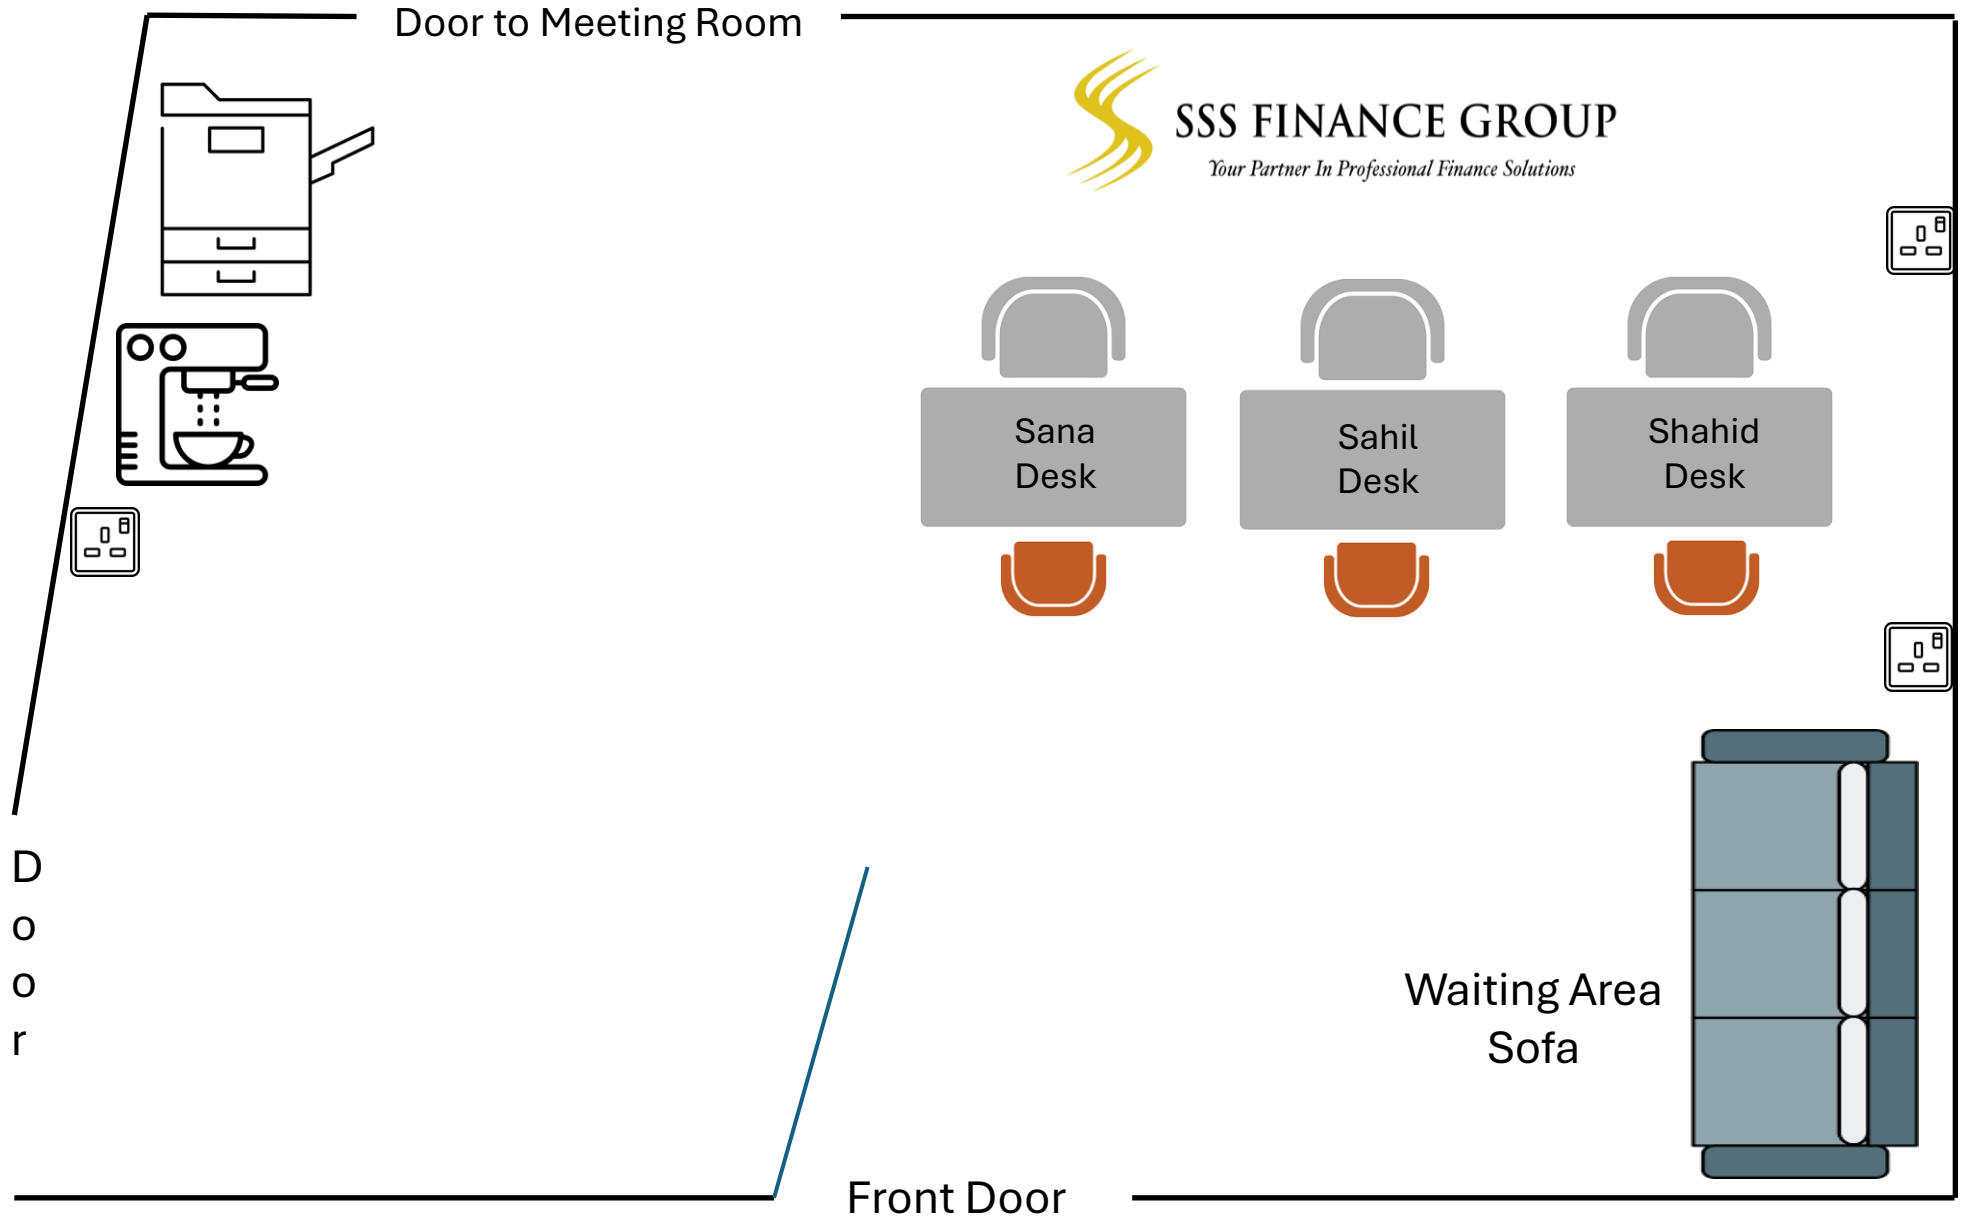 Door to Meeting Room
SSS FINANCE GROUP
Your Partner In Professional Finance Solutions
Sana
Desk
Sahil
Desk
Shahid
Desk
D
o
o
r
Waiting Area
Sofa
Front Door